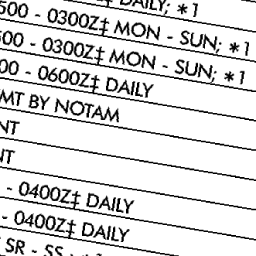 DAILY; *1
500 - 0300Z‡ MON - SUN; *1
500 - 0300Z‡ MON - SUN; *1
00 - 0600Z‡ DAILY
MT BY NOTAM
NT
NT
- 0400Z‡ DAILY
- 0400Z‡ DAILY
SR - SS